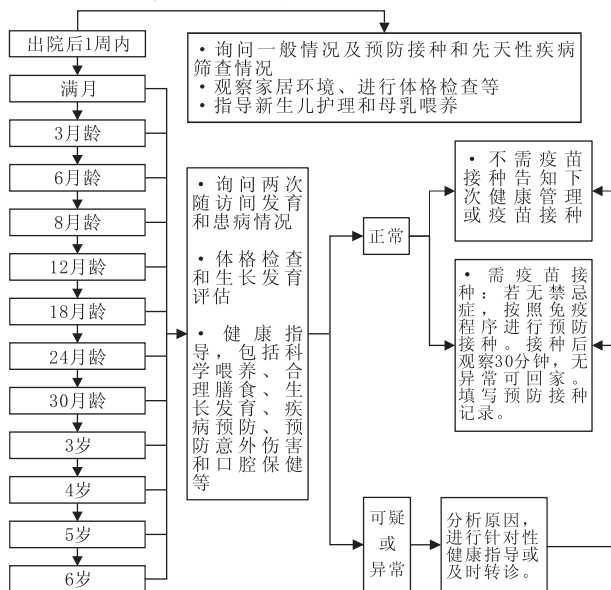 出院后1周内
满月
3月龄
6月龄
8月龄
12月龄
18月龄
24月龄
30月龄
3岁
4岁
5岁
6岁
·询问一般情况及预防接种和先天性疾病
筛查情况
·观察家居环境、进行体格检查等
·指导新生儿护理和母乳喂养
·询问两次
随访间发育
和患病情况
·体格检查
和生长发育
评估
·健康指
导，包括科
学喂养、合
理膳食、生
长发育、疾
病预防、预
防意外伤害
和口腔保健
等
正常
·不需疫苗
接种告知下
次健康管理
或疫苗接种
·需疫苗接
种：若无禁忌
症，按照免疫
程序进行预防
接种。接种后
观察30分钟，无
异常可回家。
填写预防接种
记录。
可疑
或
异常
分析原因，
进行针对性
健康指导或
及时转诊。